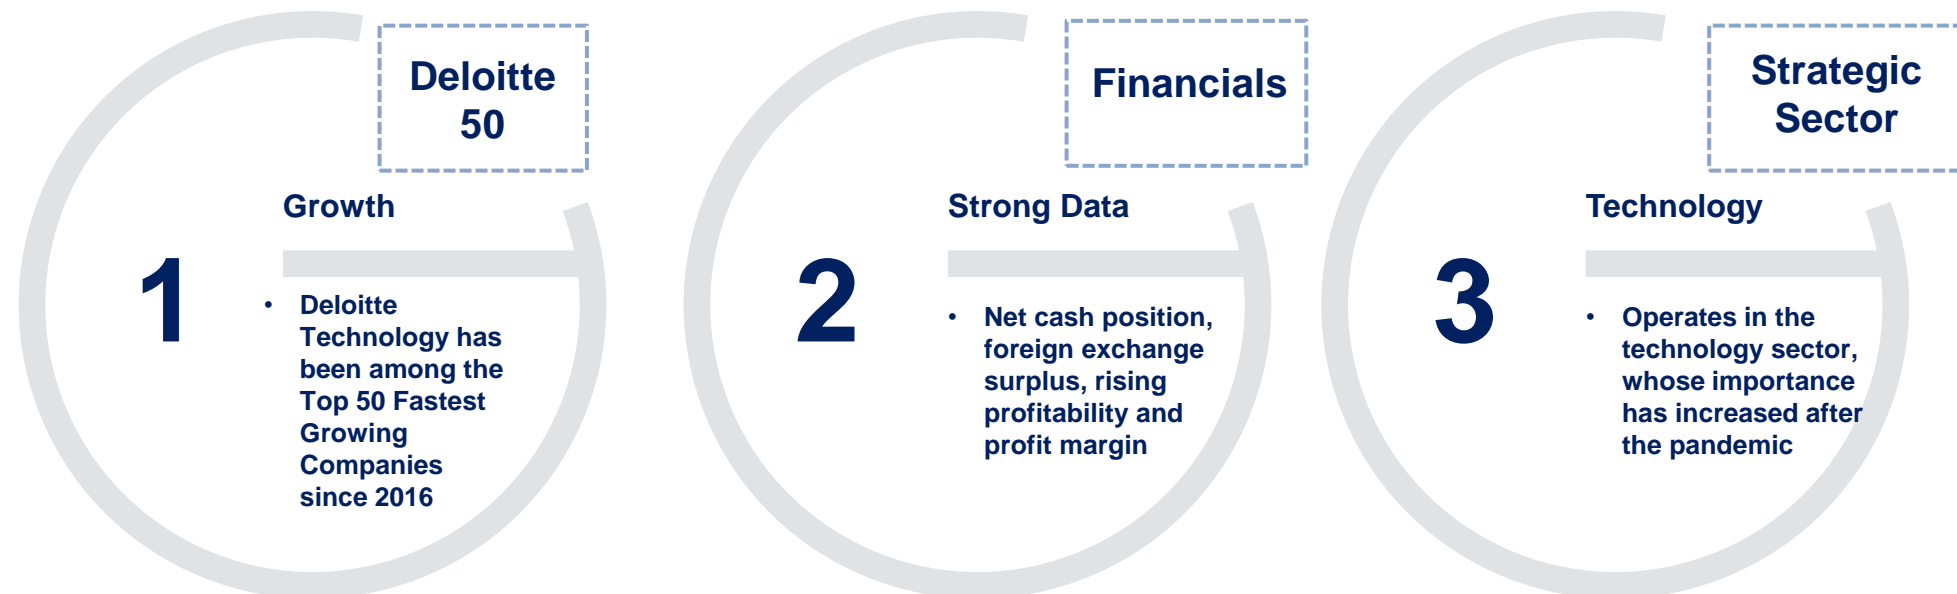 Deloitte
50
Growth
1
• Deloitte
Technology has
been among the
Top 50 Fastest
Growing
Companies
since 2016
Financials
Strong Data
2
• Net cash position,
foreign exchange
surplus, rising
profitability and
profit margin
Strategic
Sector
Technology
3
• Operates in the
technology sector,
whose importance
has increased after
the pandemic